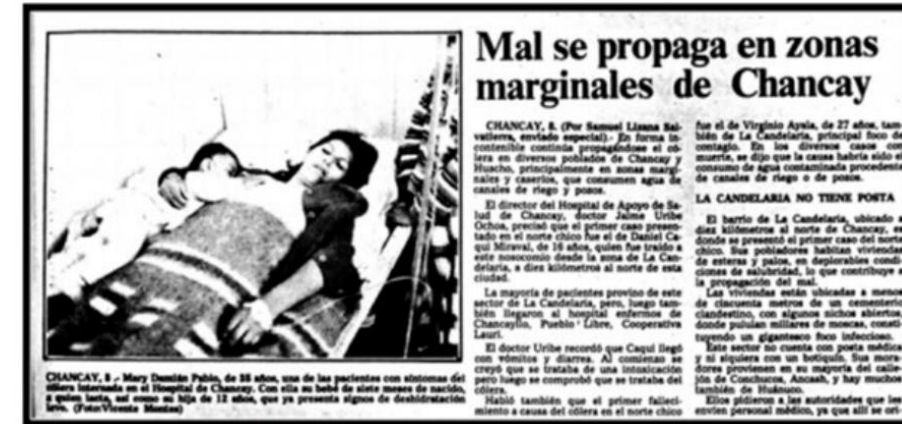 Mal se propaga en zonas
marginales de Chancay
CHANCAY, 8. (Por Samuel Lizana Sal-
vatierra, enviado especial).- En forma in-
contenible continúa propagándose el có-
lera en diversos poblados de Chancay y
Huacho, principalmente en zonas margi-
nales y caseríos, que consumen agua de
canales de riego y pozos.
El director del Hospital de Apoyo de Sa-
lud de Chancay, doctor Jaime Uribe
Ochoa, precisó que el primer caso presen-
tado en el norte chico fue el de Daniel Ca-
qui Miraval, de 16 años, quien fue traído a
este nosocomio desde la zona de La Can-
delaria, a diez kilómetros al norte de esta
ciudad.
La mayoría de pacientes provino de este
sector de La Candelaria, pero, luego tam-
bién llegaron al hospital enfermos de
Chancayllo, Pueblo Libre, Cooperativa
Lauri.
El doctor Uribe recordó que Caqui llegó
con vómitos y diarrea. Al comienzo se
creyó que se trataba de una intoxicación
pero luego se comprobó que se trataba del
cólera.
Habló también que el primer falleci-
miento a causa del cólera en el norte chico
fue el de Virginio Ayala, de 27 años, tam-
bién de La Candelaria, principal foco de
contagio. En los diversos casos con
muerte, se dijo que la causa habría sido el
consumo de agua contaminada procedente
de canales de riego o de pozos.
LA CANDELARIA NO TIENE POSTA
El barrio de La Candelaria, ubicado a
diez kilómetros al norte de Chancay, es
donde se presentó el primer caso del norte
chico. Sus pobladores habitan viviendas
de esteras y palos, en deplorables condi-
ciones de salubridad, lo que contribuye a
la propagación del mal.
Las viviendas están ubicadas a menos
de cincuenta metros de un cementerio
clandestino, con algunos nichos abiertos,
donde pululan millares de moscas, consti-
tuyendo un gigantesco foco infeccioso.
Este sector no cuenta con posta médica
y ni siquiera con un botiquín. Sus mora-
dores provienen en su mayoría del calle-
jón de Conchucos, Ancash, y hay muchos
también de Huánuco.
Ellos pidieron a las autoridades que les
envíen personal médico, ya que allí se ori-
CHANCAY, 8 .- Mary Damián Pabio, de 35 años, una de las pacientes con síntomas del
cólera internada en el Hospital de Chancay. Con ella su bebé de siete meses de nacido,
a quien lacta, así como su hija de 12 años, que ya presenta signos de deshidratación
leve. (Foto: Vicente Montes)